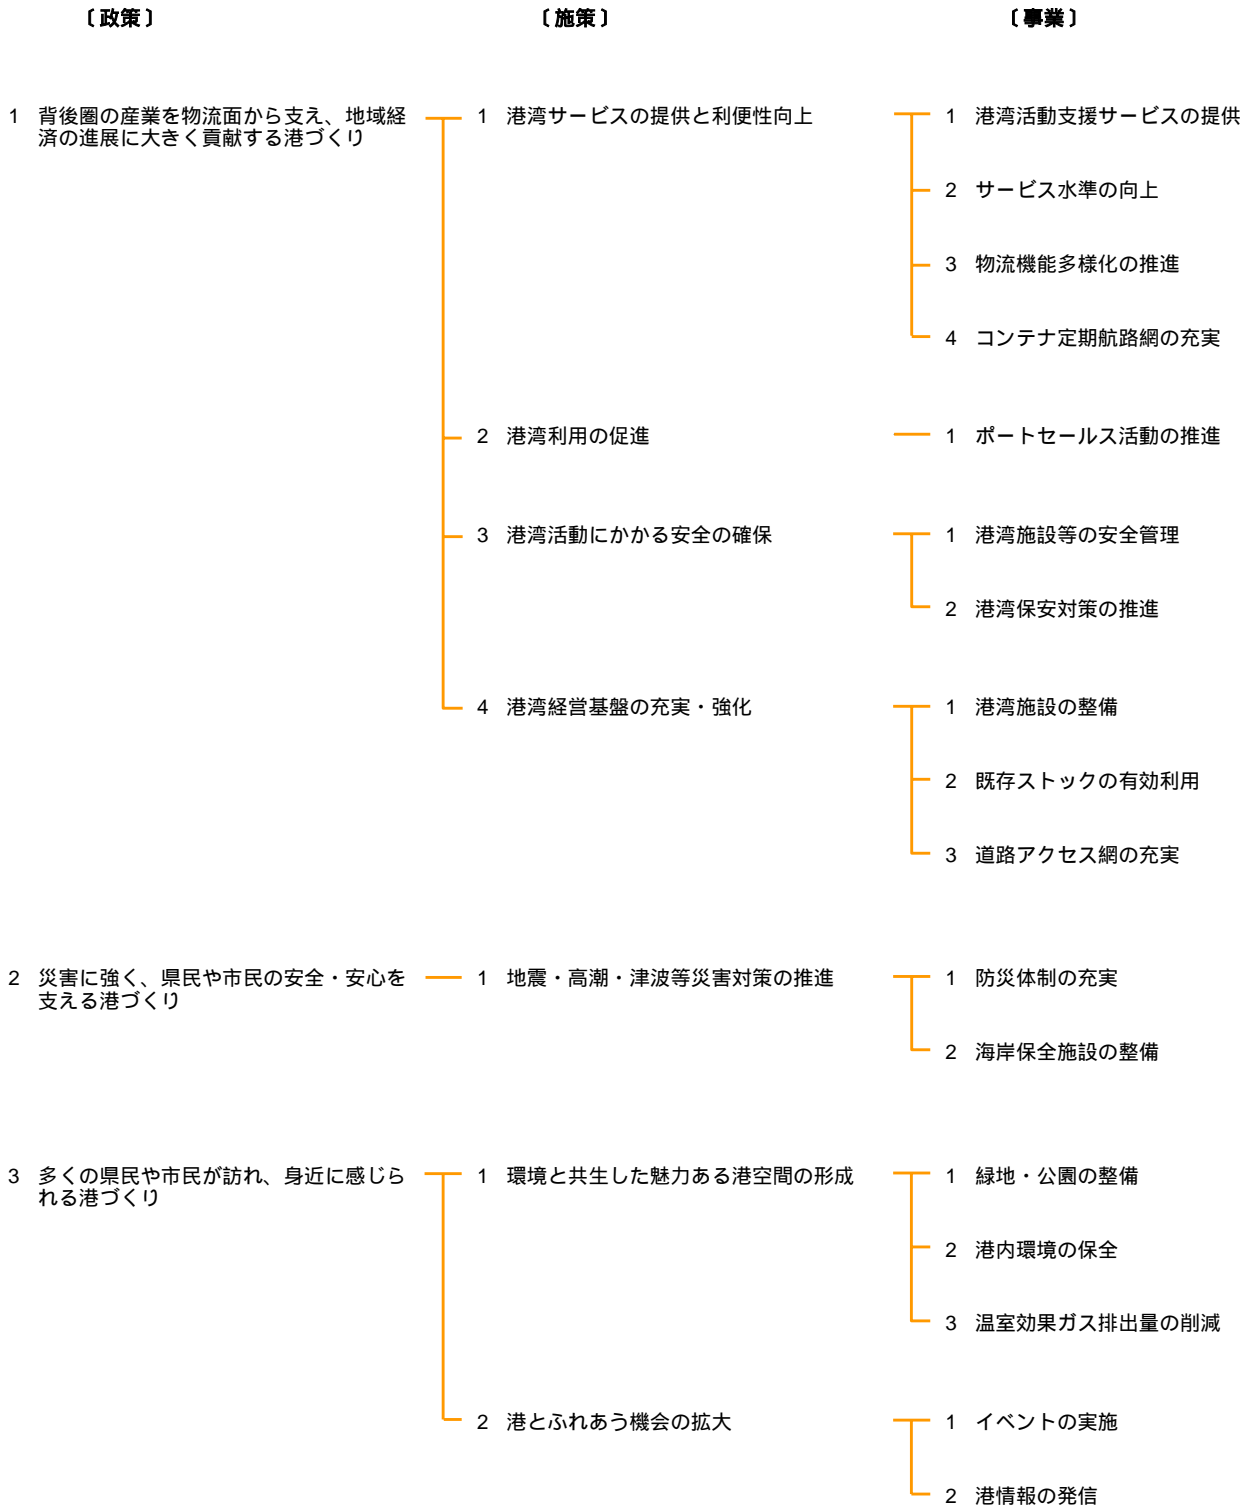 〔政策〕 〔施策〕 〔事業〕
1 背後圏の産業を物流面から支え、地域経 1 港湾サービスの提供と利便性向上 1 港湾活動支援サービスの提供
済の進展に大きく貢献する港づくり
2 サービス水準の向上
3 物流機能多様化の推進
4 コンテナ定期航路網の充実
2 港湾利用の促進 1 ポートセールス活動の推進
3 港湾活動にかかる安全の確保 1 港湾施設等の安全管理
2 港湾保安対策の推進
4 港湾経営基盤の充実・強化 1 港湾施設の整備
2 既存ストックの有効利用
3 道路アクセス網の充実
2 災害に強く、県民や市民の安全・安心を 1 地震・高潮・津波等災害対策の推進 1 防災体制の充実
支える港づくり
2 海岸保全施設の整備
3 多くの県民や市民が訪れ、身近に感じら 1 環境と共生した魅力ある港空間の形成 1 緑地・公園の整備
れる港づくり
2 港内環境の保全
3 温室効果ガス排出量の削減
2 港とふれあう機会の拡大 1 イベントの実施
2 港情報の発信